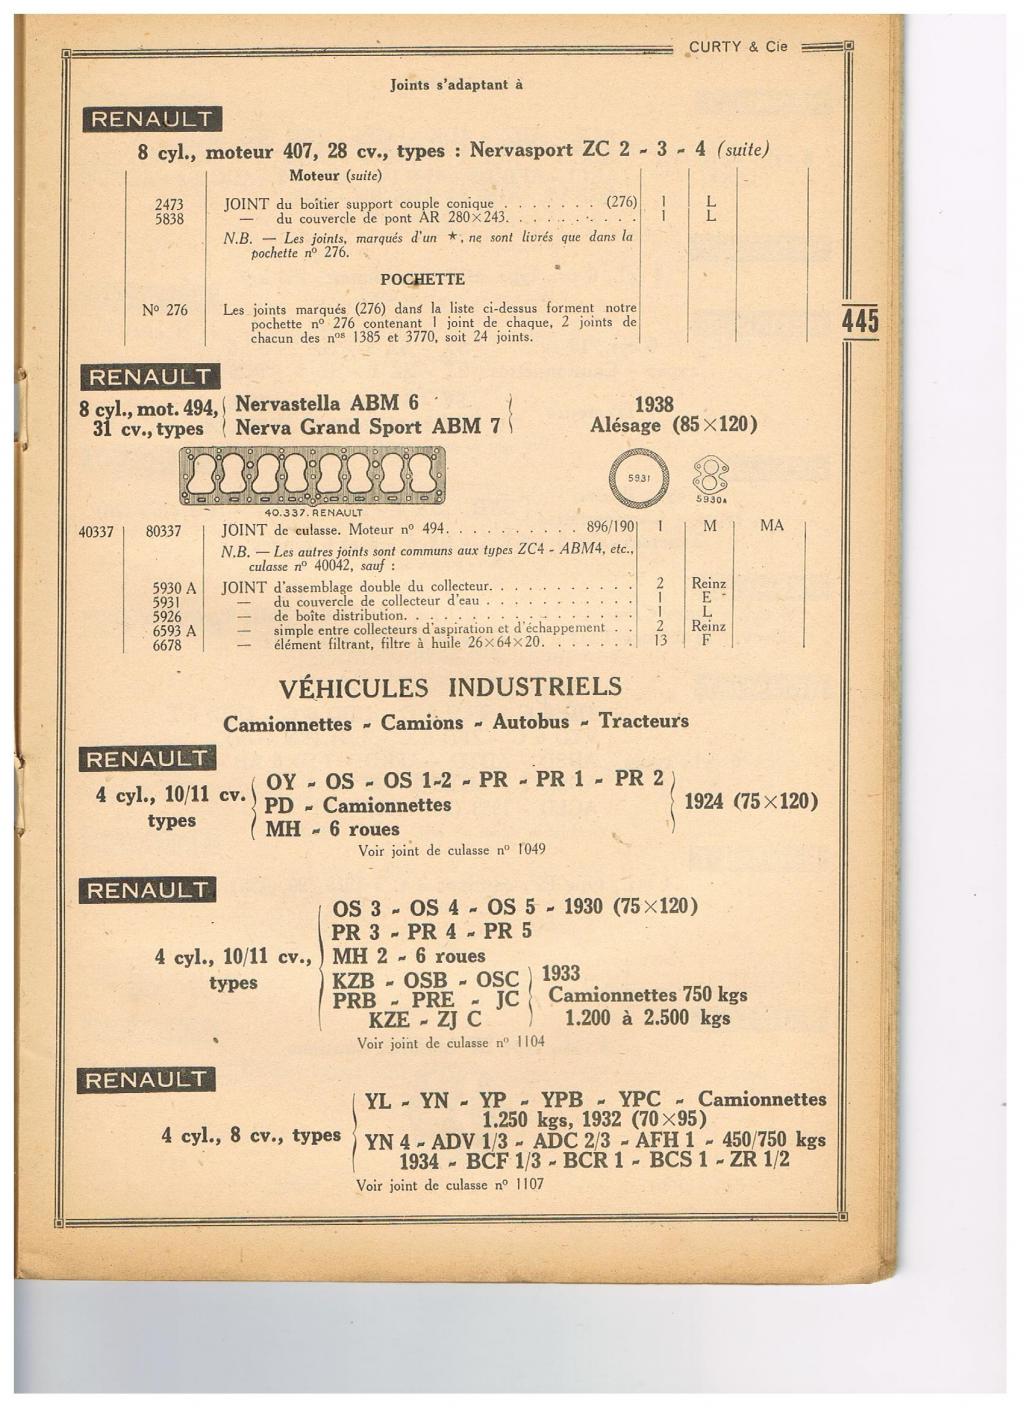 CURTY & Cie
Joints s'adaptant à
RENAULT
8 cyl., moteur 407, 28 cv., types : Nervasport ZC 2 - 3 - 4 (suite)
Moteur (suite)
2473 JOINT du boîtier support couple conique . . . . . . . (276) 1 L
5838 — du couvercle de pont AR 280×243. . . . . . . . . 1 L
N.B. — Les joints, marqués d'un ★, ne sont livrés que dans la
pochette nº 276.
POCHETTE
Nº 276 Les joints marqués (276) dans la liste ci-dessus forment notre
pochette nº 276 contenant 1 joint de chaque, 2 joints de
chacun des nos 1385 et 3770, soit 24 joints.
445
RENAULT
8 cyl., mot. 494, Nervastella ABM 6 1938
31 cv., types Nerva Grand Sport ABM 7 Alésage (85×120)
5931
5930A
40.337. RENAULT
40337 80337 JOINT de culasse. Moteur nº 494. . . . . . . . . . 896/190 1 M MA
N.B. — Les autres joints sont communs aux types ZC4 - ABM4, etc.,
culasse nº 40042, sauf :
5930 A JOINT d'assemblage double du collecteur. . . . . . . . . . . 2 Reinz
5931 — du couvercle de collecteur d'eau . . . . . . . . . . . 1 E
5926 — de boîte distribution. . . . . . . . . . . . . . . . . 1 L
6593 A — simple entre collecteurs d'aspiration et d'échappement . . 2 Reinz
6678 — élément filtrant, filtre à huile 26×64×20. . . . . . . 13 F
VÉHICULES INDUSTRIELS
Camionnettes - Camions - Autobus - Tracteurs
RENAULT
4 cyl., 10/11 cv. types
OY - OS - OS 1-2 - PR - PR 1 - PR 2
PD - Camionnettes
MH - 6 roues
1924 (75×120)
Voir joint de culasse nº 1049
RENAULT
4 cyl., 10/11 cv., types
OS 3 - OS 4 - OS 5 - 1930 (75×120)
PR 3 - PR 4 - PR 5
MH 2 - 6 roues
KZB - OSB - OSC
PRB - PRE - JC
KZE - ZJ C
1933
Camionnettes 750 kgs
1.200 à 2.500 kgs
Voir joint de culasse nº 1104
RENAULT
4 cyl., 8 cv., types
YL - YN - YP - YPB - YPC - Camionnettes
1.250 kgs, 1932 (70×95)
YN 4 - ADV 1/3 - ADC 2/3 - AFH 1 - 450/750 kgs
1934 - BCF 1/3 - BCR 1 - BCS 1 - ZR 1/2
Voir joint de culasse nº 1107